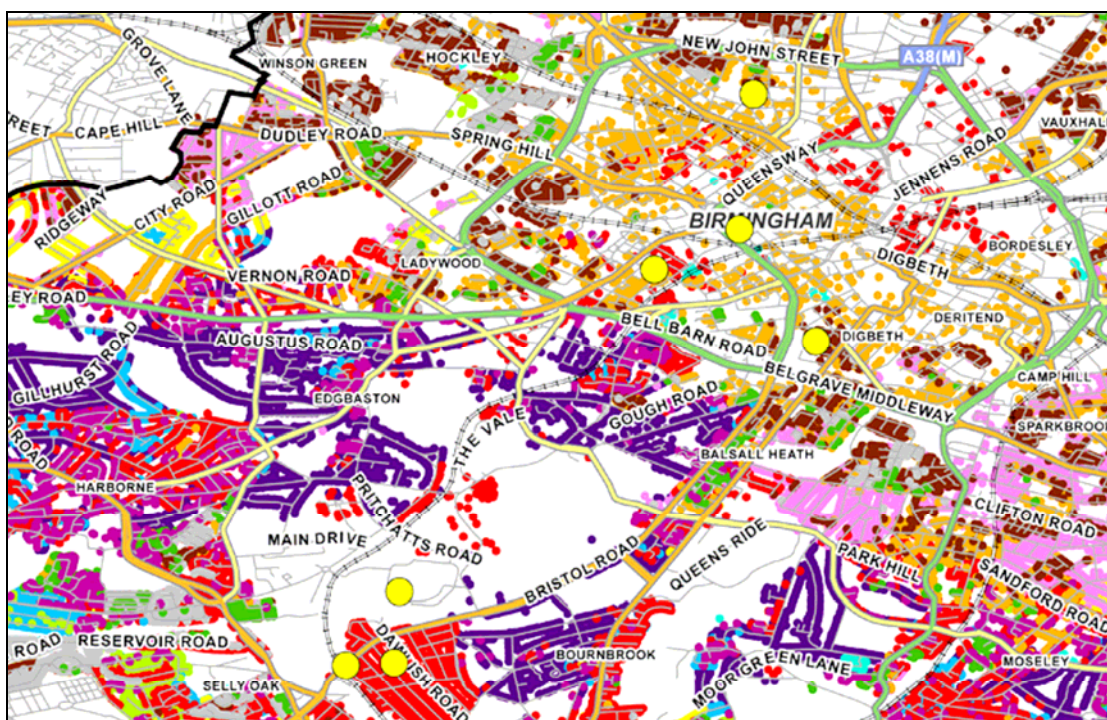 GROVE LANE
WINSON GREEN
HOCKLEY
NEW JOHN STREET
A38(M)
STREET
CAPE HILL
DUDLEY ROAD
SPRING HILL
QUEENSWAY
JENNENS ROAD
VAUXHALL
RIDGEWAY
CITY ROAD
GILLOTT ROAD
BIRMINGHAM
BORDESLEY
LADYWOOD
DIGBETH
VERNON ROAD
LEY ROAD
AUGUSTUS ROAD
BELL BARN ROAD
DERITEND
DIGBETH
GILLHURST ROAD
EDGBASTON
BELGRAVE MIDDLEWAY
CAMP HILL
THE VALE
GOUGH ROAD
SPARKBROOK
D ROAD
HARBORNE
BALSALL HEATH
PRITCHATTS ROAD
CLIFTON ROAD
MAIN DRIVE
QUEENS RIDE
PARK HILL
SANDFORD ROAD
BRISTOL ROAD
ROAD
RESERVOIR ROAD
DAWLISH ROAD
BOURNBROOK
MOOR GREEN LANE
MOSELEY
SELLY OAK